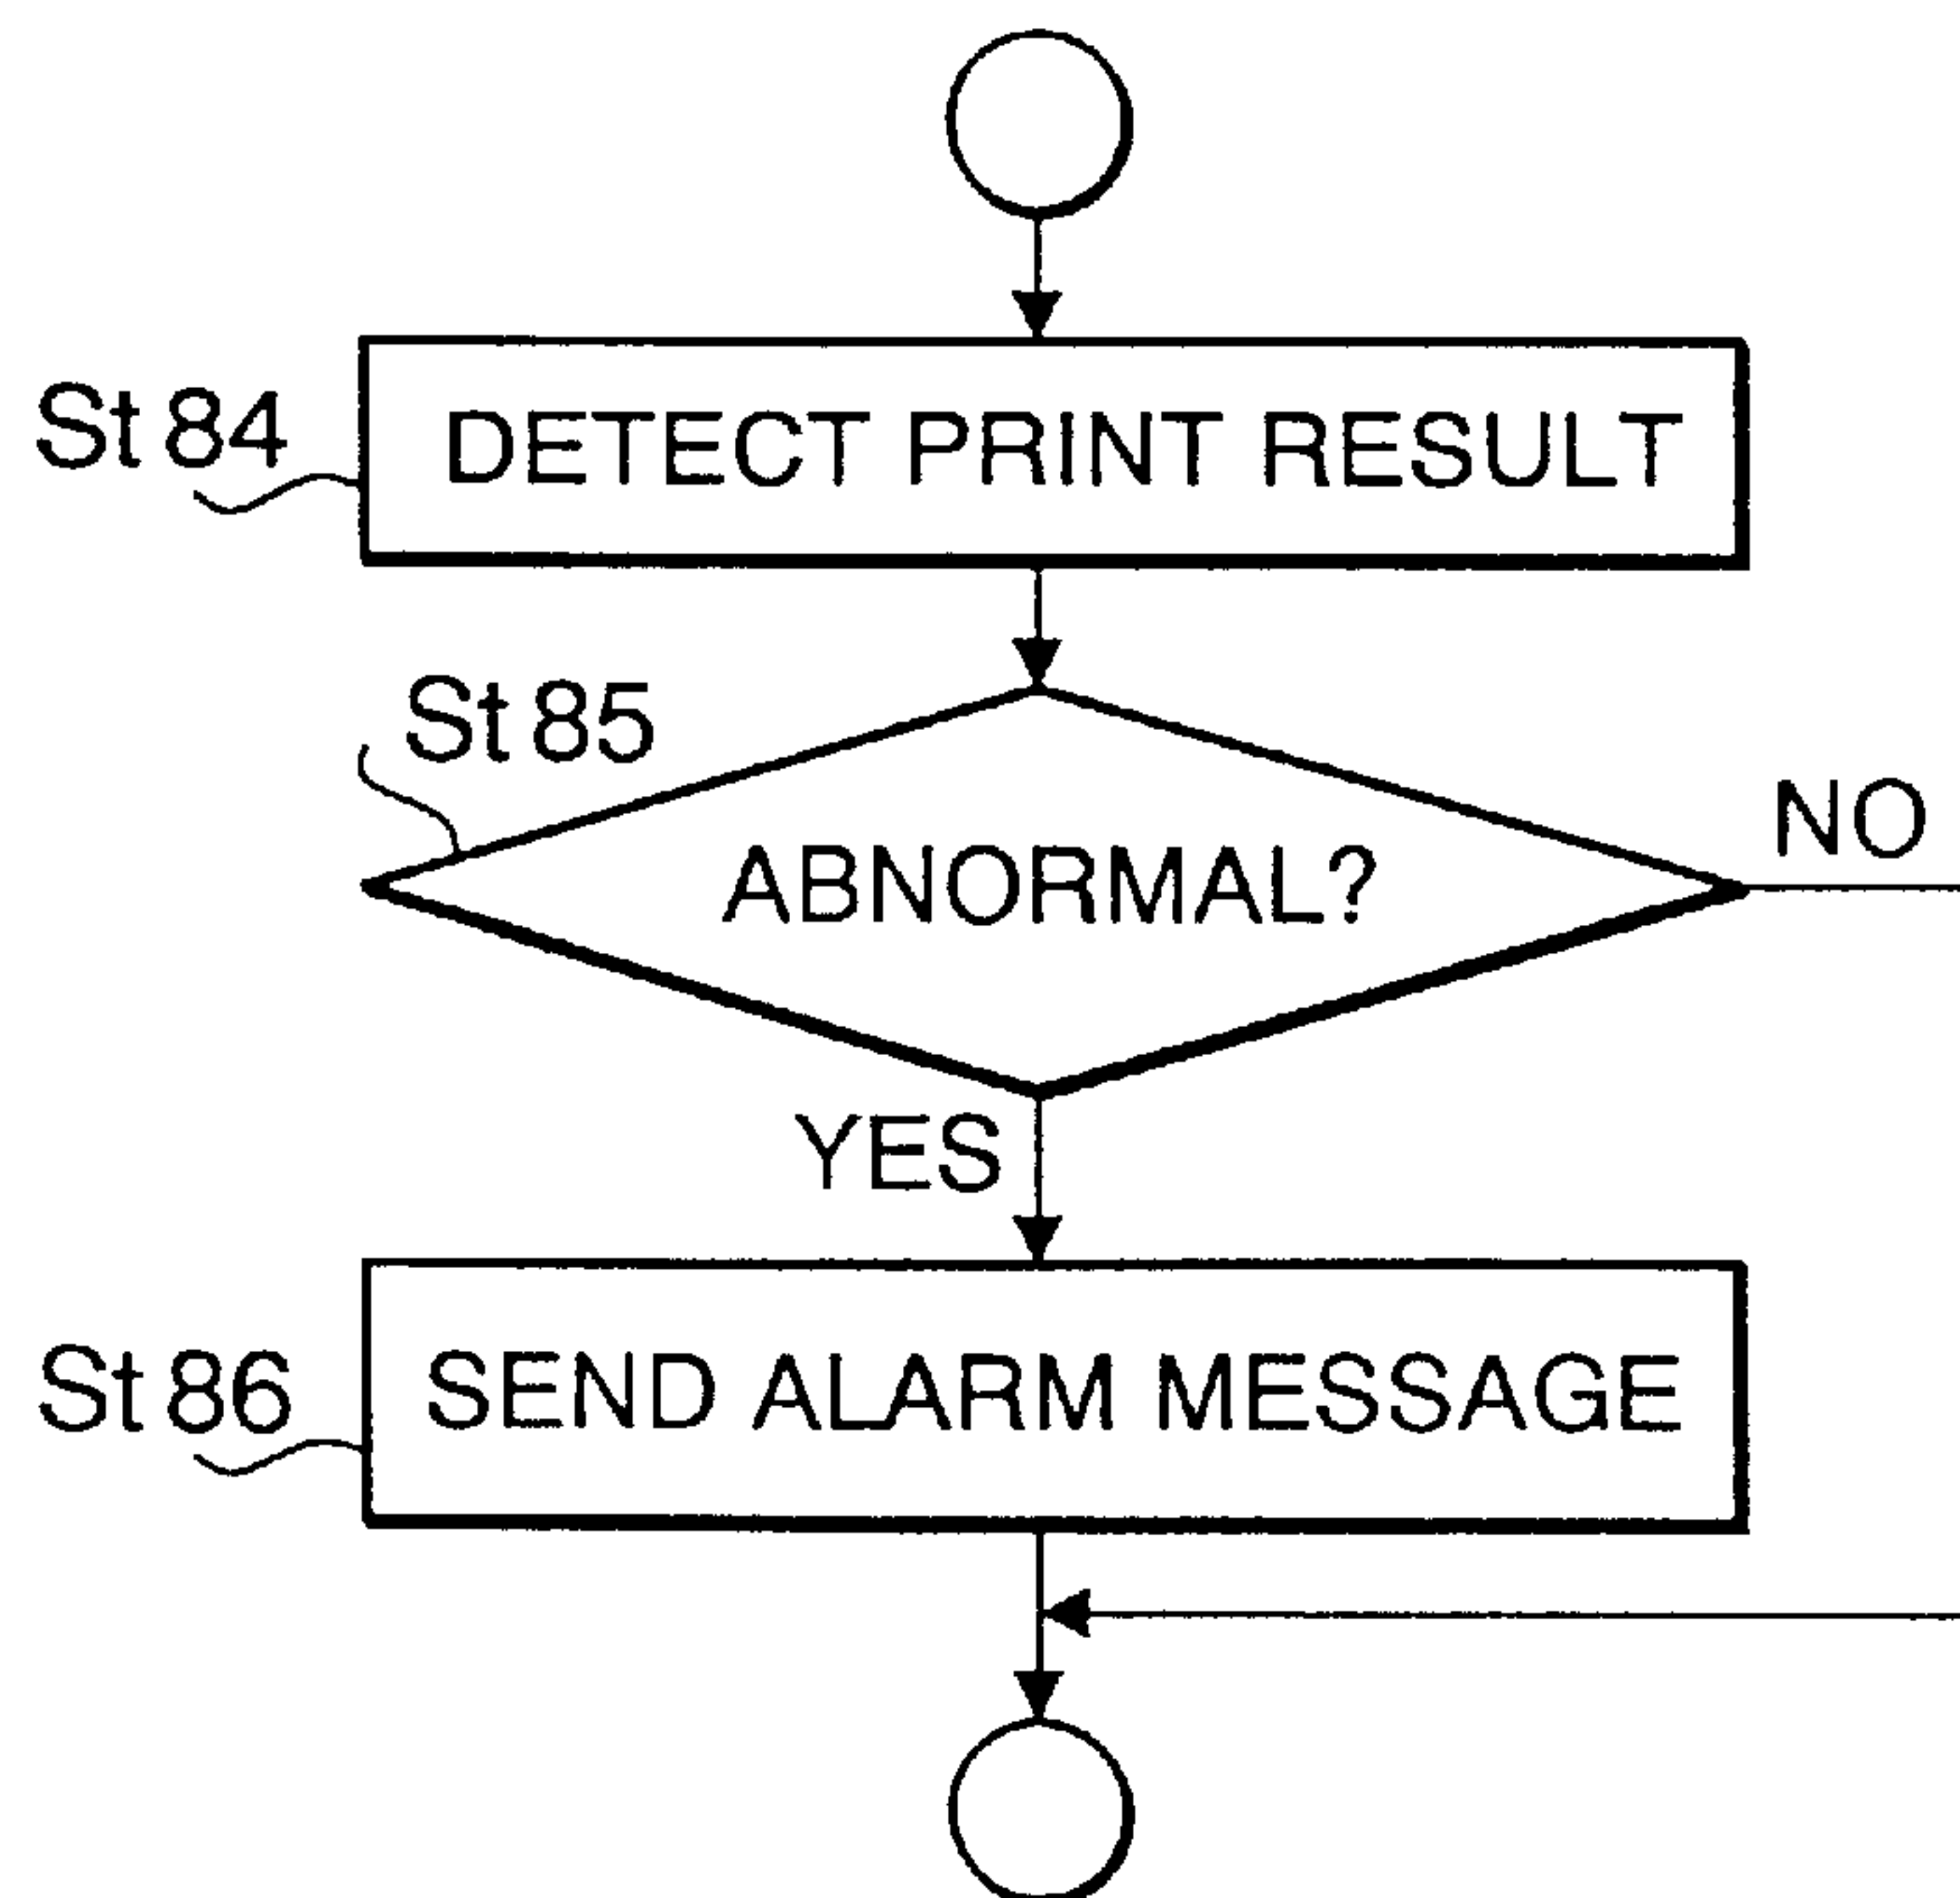 St 84
DETECT PRINT RESULT
St 85
NO
ABNORMAL?
YES
St 86
SEND ALARM MESSAGE